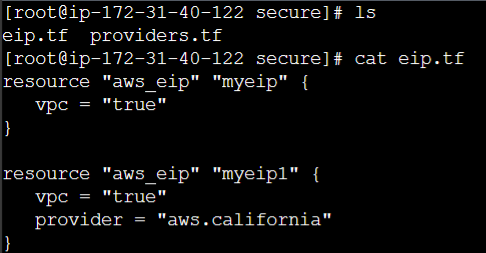 [root@ip-172-31-40-122 secure]# ls
eip.tf  providers.tf
[root@ip-172-31-40-122 secure]# cat eip.tf
resource "aws_eip" "myeip" {
   vpc = "true"
}

resource "aws_eip" "myeip1" {
   vpc = "true"
   provider = "aws.california"
}